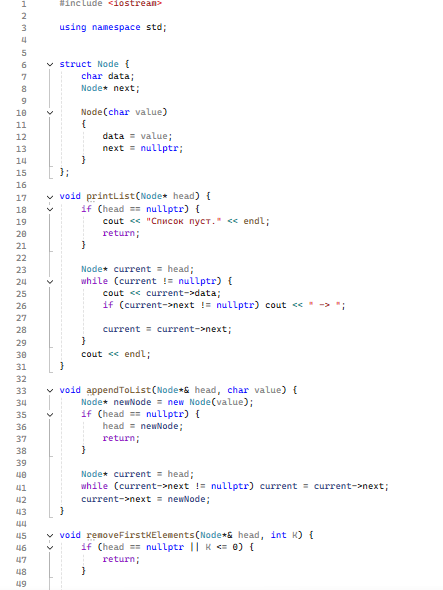 1 #include <iostream>
2
3 using namespace std;
4
5
6 struct Node {
7 char data;
8 Node* next;
9
10 Node(char value)
11 {
12 data = value;
13 next = nullptr;
14 }
15 };
16
17 void printList(Node* head) {
18 if (head == nullptr) {
19 cout << "Список пуст." << endl;
20 return;
21 }
22
23 Node* current = head;
24 while (current != nullptr) {
25 cout << current->data;
26 if (current->next != nullptr) cout << " -> ";
27
28 current = current->next;
29 }
30 cout << endl;
31 }
32
33 void appendToList(Node*& head, char value) {
34 Node* newNode = new Node(value);
35 if (head == nullptr) {
36 head = newNode;
37 return;
38 }
39
40 Node* current = head;
41 while (current->next != nullptr) current = current->next;
42 current->next = newNode;
43 }
44
45 void removeFirstKElements(Node*& head, int K) {
46 if (head == nullptr || K <= 0) {
47 return;
48 }
49